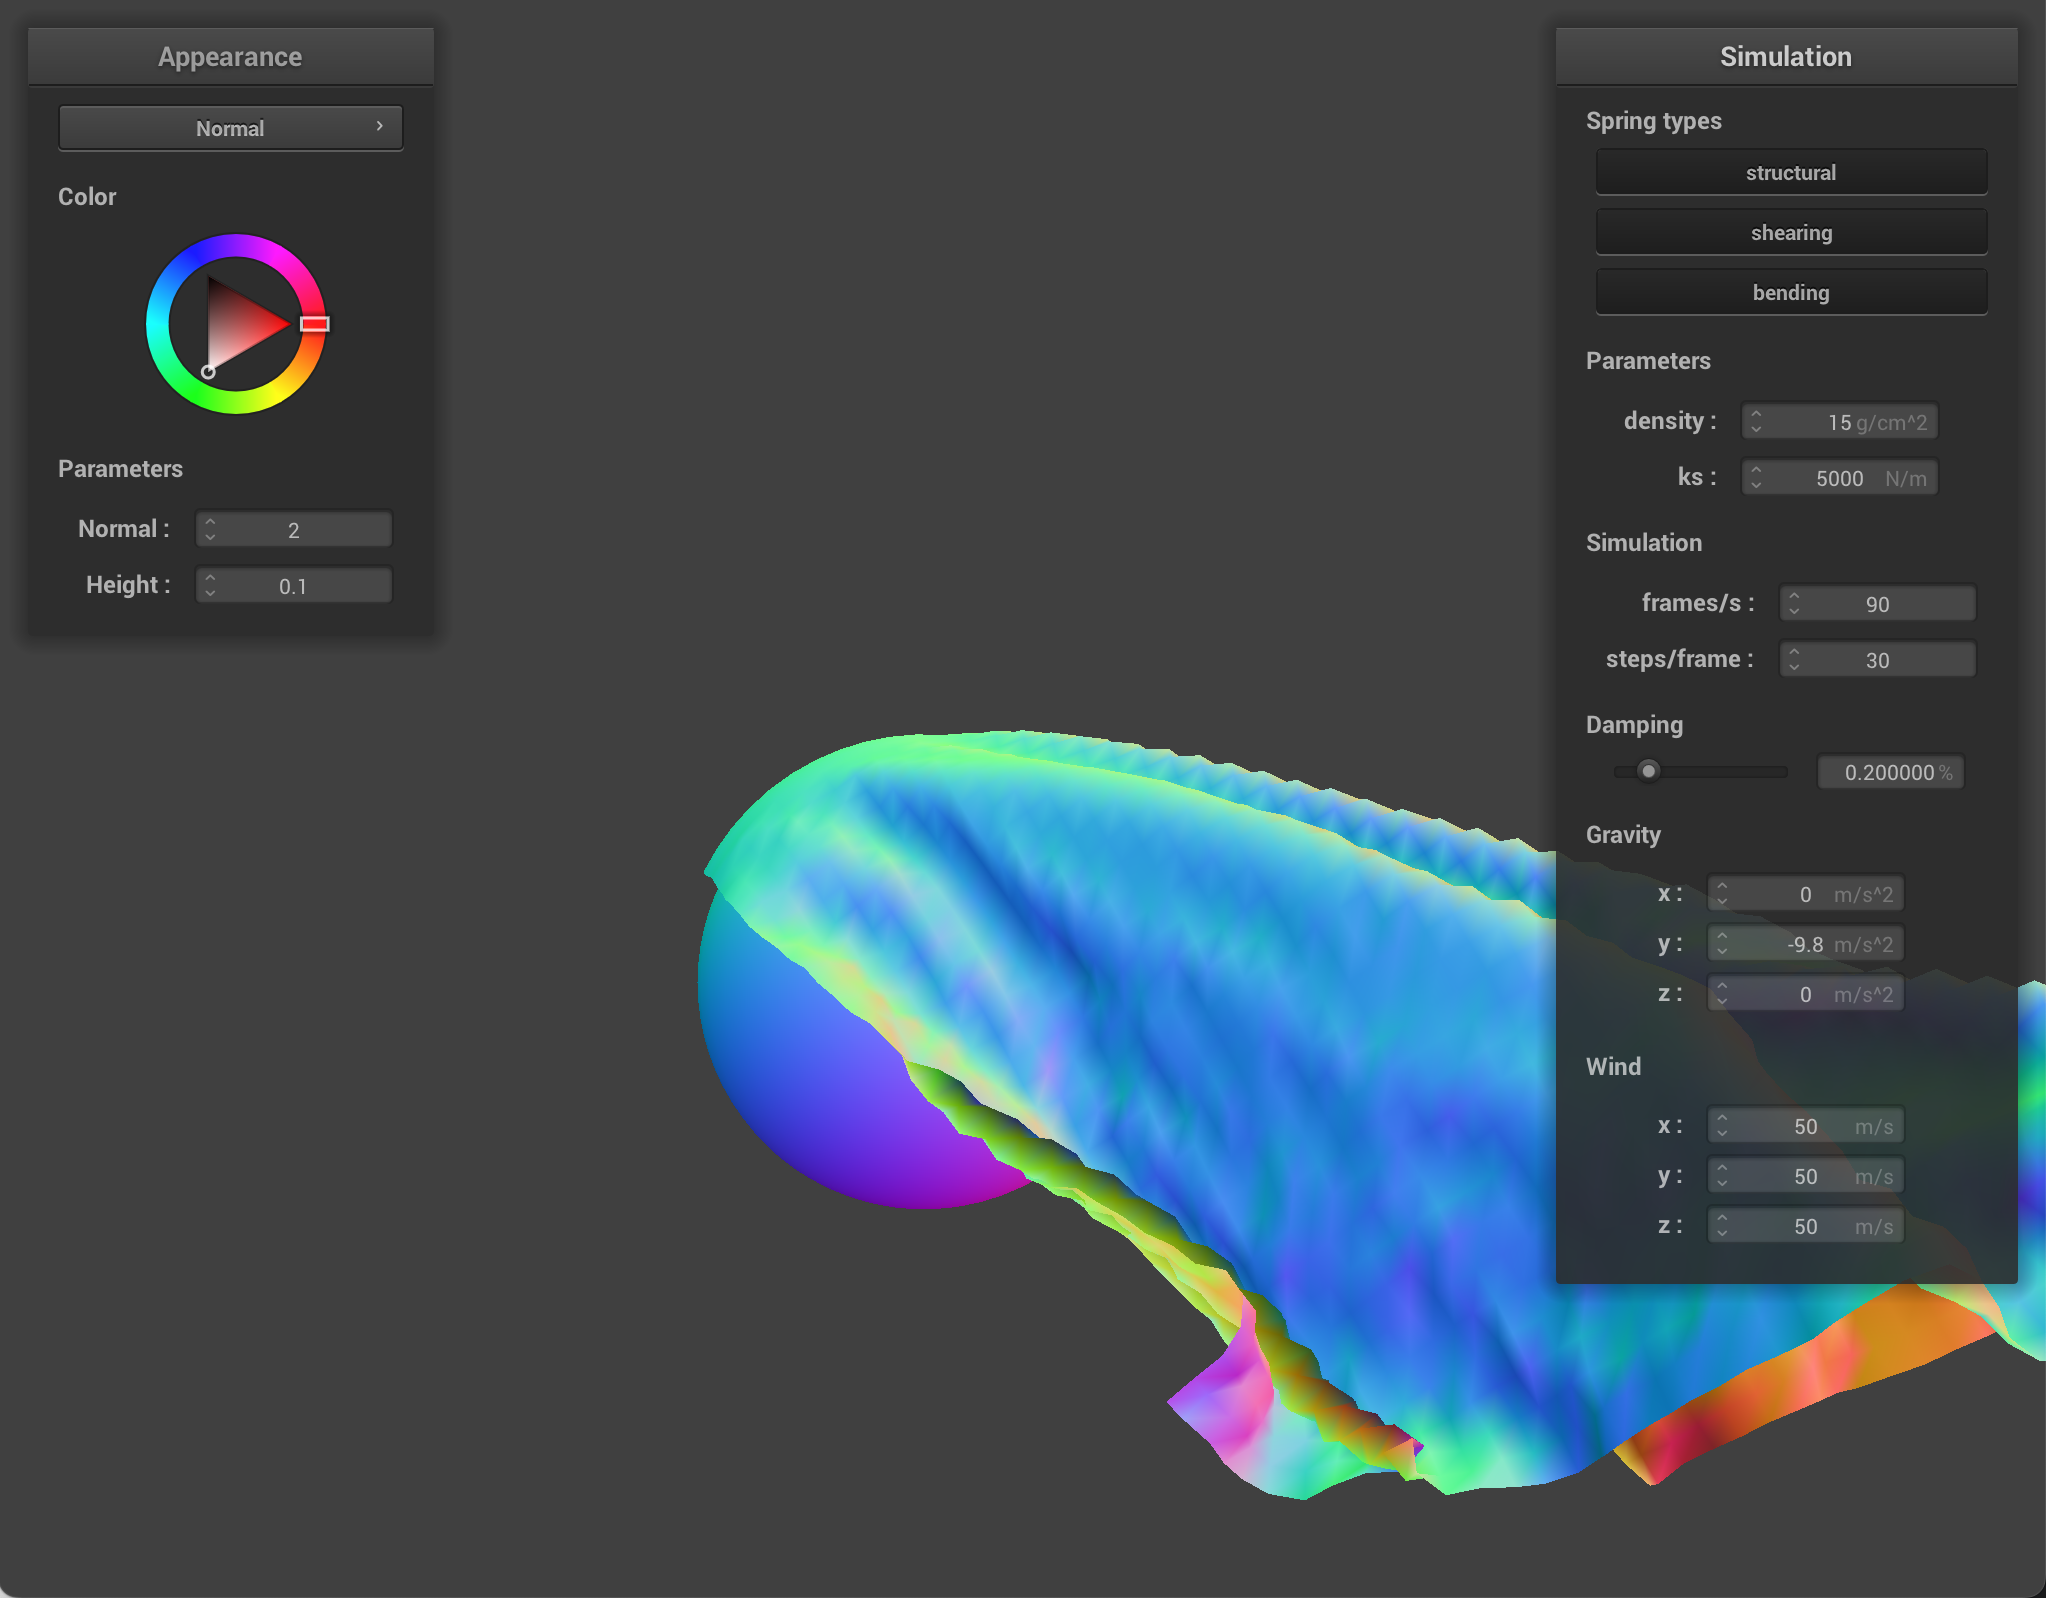 Appearance
Normal
Color
Parameters
Normal : 2
Height : 0.1
Simulation
Spring types
structural
shearing
bending
Parameters
density : 15 g/cm^2
ks : 5000 N/m
Simulation
frames/s : 90
steps/frame : 30
Damping
0.200000 %
Gravity
x : 0 m/s^2
y : -9.8 m/s^2
z : 0 m/s^2
Wind
x : 50 m/s
y : 50 m/s
z : 50 m/s